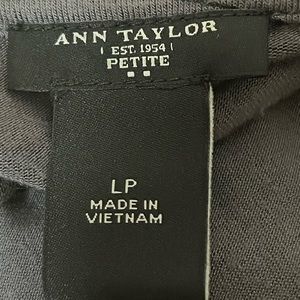 ANN TAYLOR
EST. 1954
PETITE
LP
MADE IN
VIETNAM